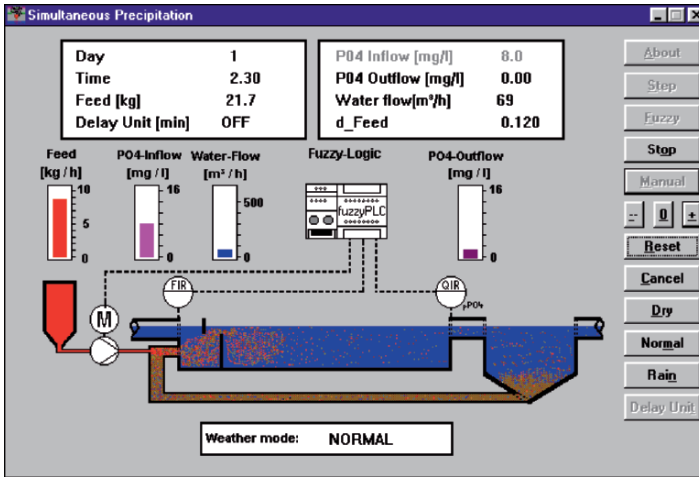 Simultaneous Precipitation
Day 1
Time 2.30
Feed [kg] 21.7
Delay Unit [min] OFF
P04 Inflow [mg/l] 8.0
P04 Outflow [mg/l] 0.00
Water flow[m³/h] 69
d_Feed 0.120
About
Step
Fuzzy
Stop
Manual
-- 0 +
Reset
Cancel
Dry
Normal
Rain
Delay Unit
Feed
[kg / h]
10
5
0
PO4-Inflow
[mg / l]
16
0
Water-Flow
[m³ / h]
500
0
Fuzzy-Logic
fuzzyPLC
PO4-Outflow
[mg / l]
16
0
FIR
QIR
PO4
M
Weather mode: NORMAL